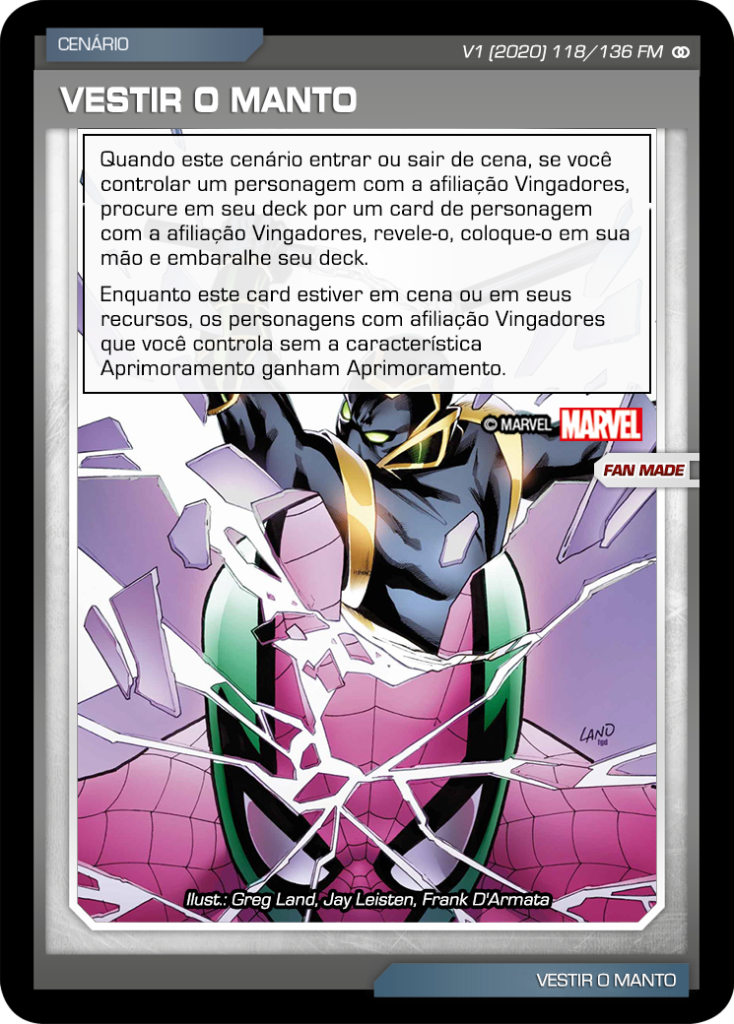 CENÁRIO
V1 (2020) 118/136 FM
VESTIR O MANTO
Quando este cenário entrar ou sair de cena, se você
controlar um personagem com a afiliação Vingadores,
procure em seu deck por um card de personagem
com a afiliação Vingadores, revele-o, coloque-o em sua
mão e embaralhe seu deck.
Enquanto este card estiver em cena ou em seus
recursos, os personagens com afiliação Vingadores
que você controla sem a característica
Aprimoramento ganham Aprimoramento.
© MARVEL MARVEL
FAN MADE
LAND
Ilust.: Greg Land, Jay Leisten, Frank D'Armata
VESTIR O MANTO